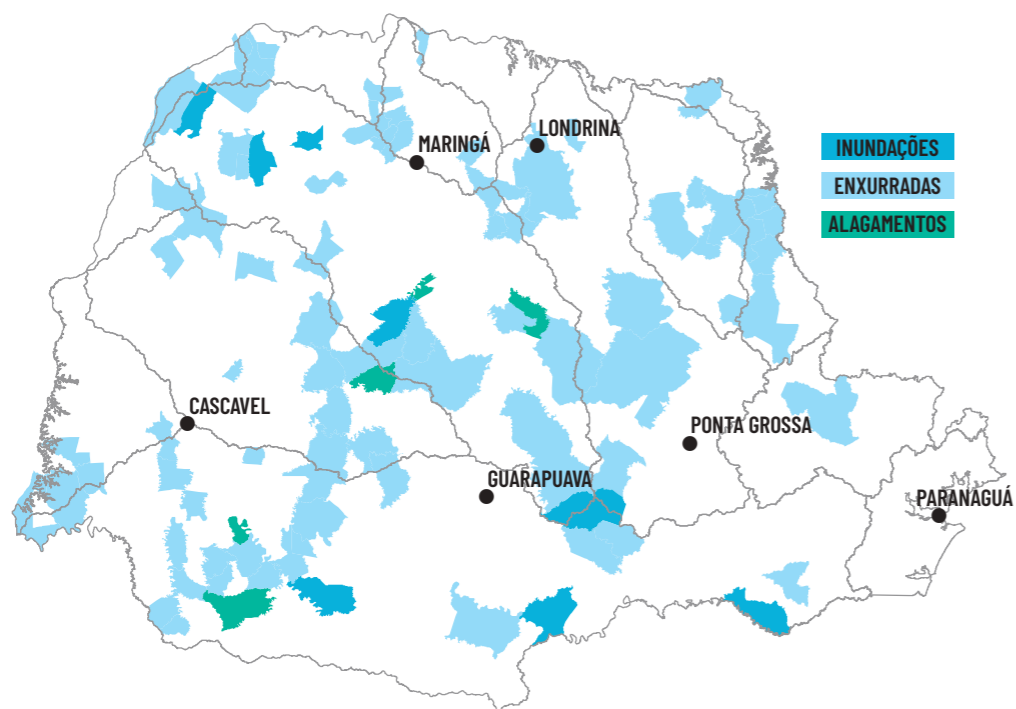 LONDRINA
MARINGÁ
INUNDAÇÕES
ENXURRADAS
ALAGAMENTOS
CASCAVEL
PONTA GROSSA
GUARAPUAVA
PARANAGUÁ